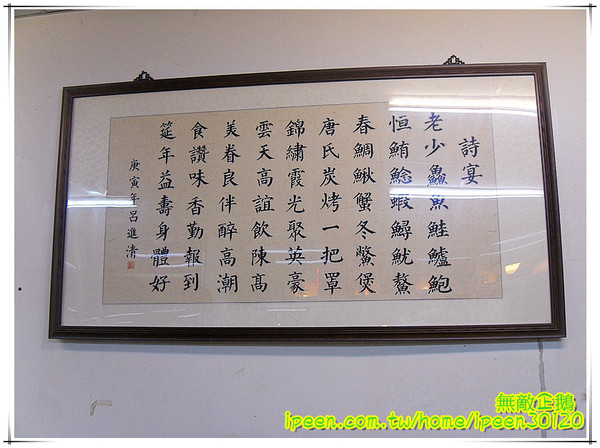 詩宴
老少鱻魚鮭鱸鮑
恒鮪鯰蝦鱘魷鰲
春鯛鰍蟹冬鱉煲
唐氏炭烤一把罩
錦繡霞光聚英豪
雲天高誼飲陳高
美眷良伴醉高潮
食讚味香勤報到
筵年益壽身體好
庚寅年呂進清
無敵企鵝
ipeen.com.tw/home/ipeen30120